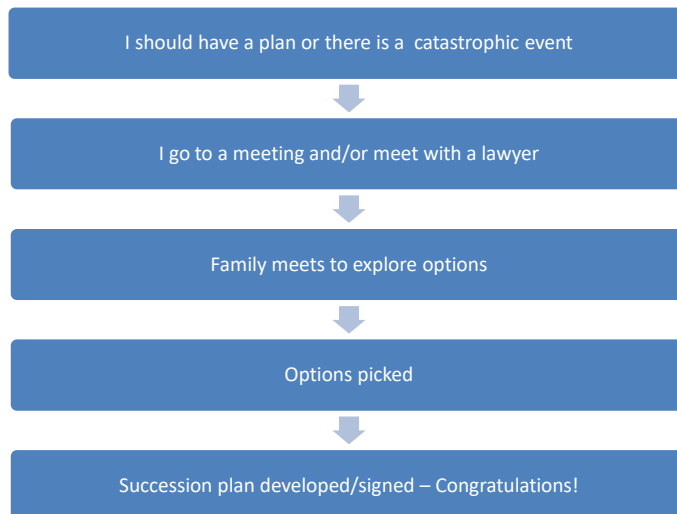 I should have a plan or there is a catastrophic event
I go to a meeting and/or meet with a lawyer
Family meets to explore options
Options picked
Succession plan developed/signed – Congratulations!